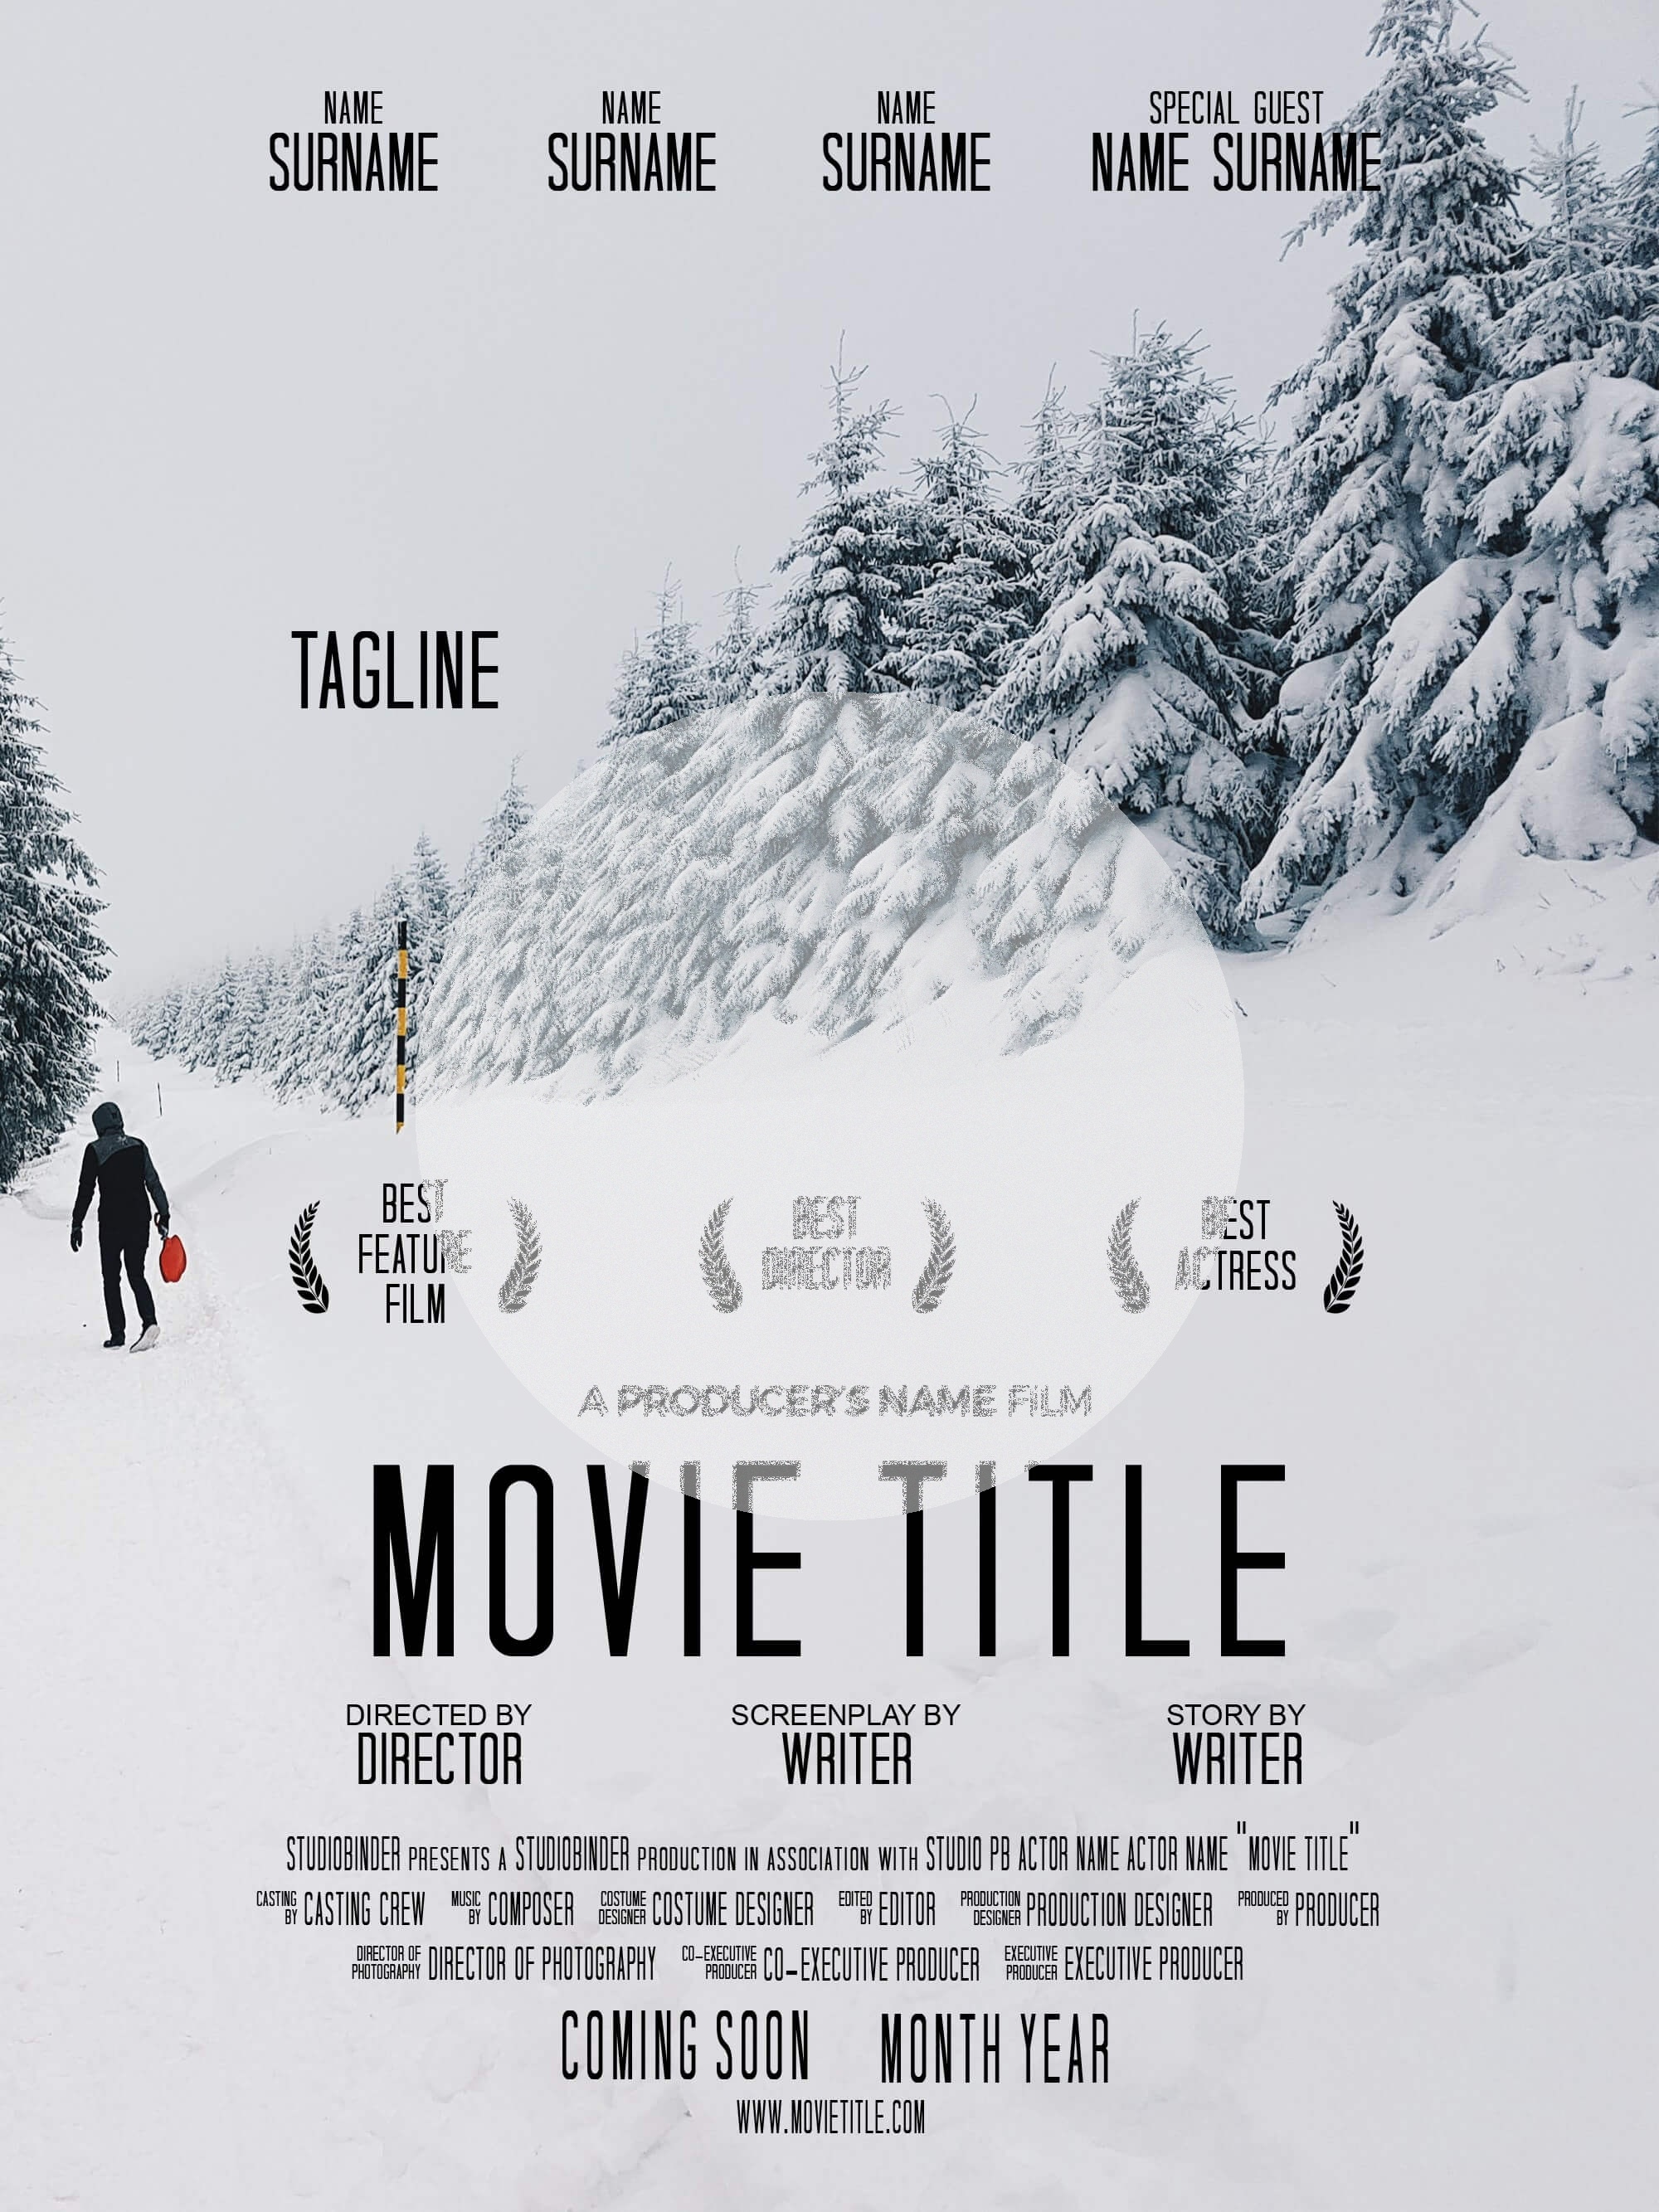 NAME
SURNAME
NAME
SURNAME
NAME
SURNAME
SPECIAL GUEST
NAME SURNAME
TAGLINE
BEST
FEATURE
FILM
BEST
DIRECTOR
BEST
ACTRESS
A PRODUCER'S NAME FILM
MOVIE TITLE
DIRECTED BY
DIRECTOR
SCREENPLAY BY
WRITER
STORY BY
WRITER
STUDIOBINDER PRESENTS A STUDIOBINDER PRODUCTION IN ASSOCIATION WITH STUDIO PB ACTOR NAME ACTOR NAME "MOVIE TITLE"
CASTING BY CASTING CREW MUSIC BY COMPOSER COSTUME DESIGNER COSTUME DESIGNER EDITED BY EDITOR PRODUCTION DESIGNER PRODUCTION DESIGNER PRODUCED BY PRODUCER
DIRECTOR OF PHOTOGRAPHY DIRECTOR OF PHOTOGRAPHY CO-EXECUTIVE PRODUCER CO-EXECUTIVE PRODUCER EXECUTIVE PRODUCER EXECUTIVE PRODUCER
COMING SOON MONTH YEAR
WWW.MOVIETITLE.COM